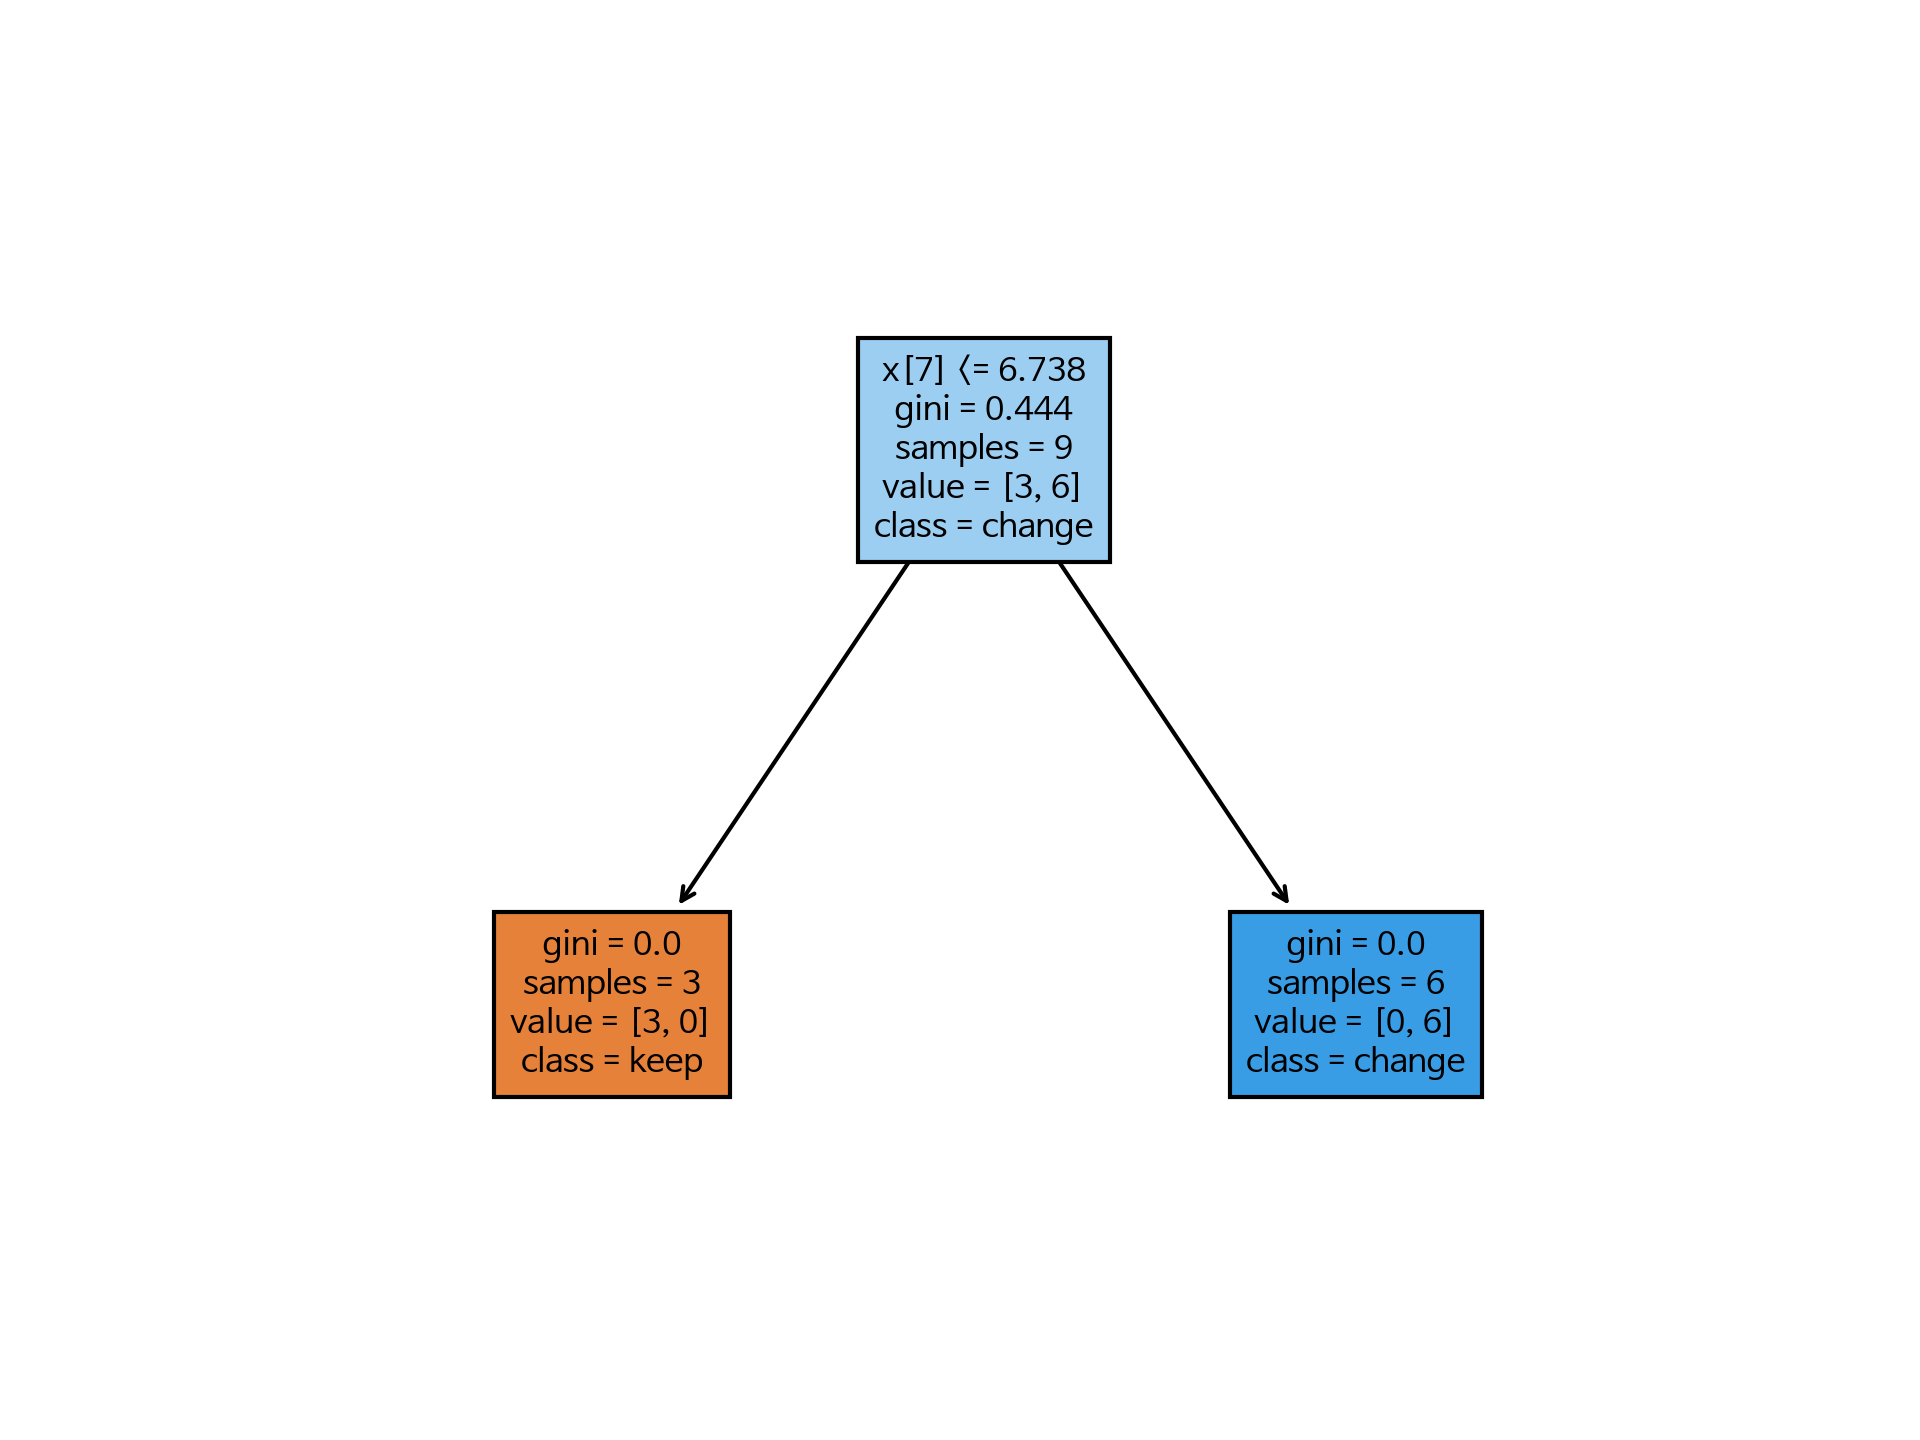 x[7] <= 6.738
gini = 0.444
samples = 9
value = [3, 6]
class = change
gini = 0.0
samples = 3
value = [3, 0]
class = keep
gini = 0.0
samples = 6
value = [0, 6]
class = change